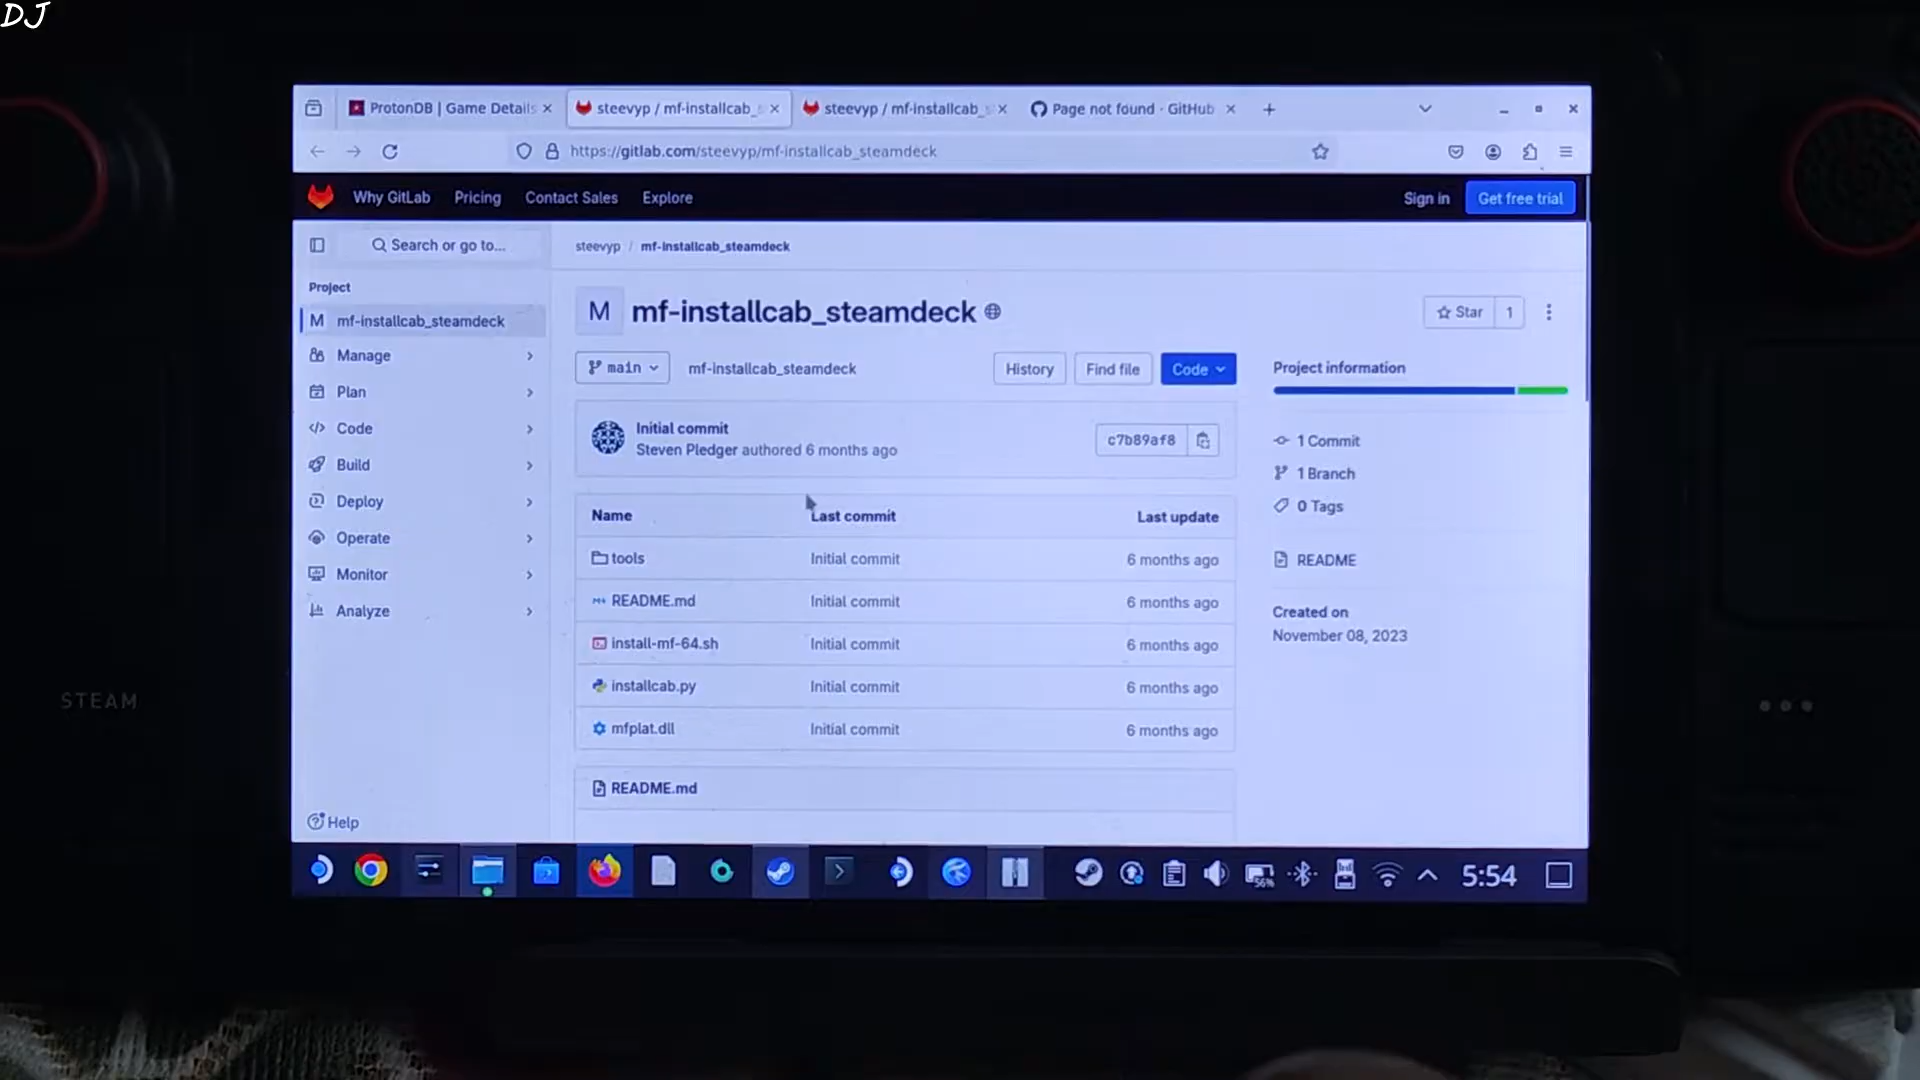 DJ
ProtonDB | Game Details
steevyp / mf-installcab_s
steevyp / mf-installcab_s
Page not found · GitHub
https://gitlab.com/steevyp/mf-installcab_steamdeck
Why GitLab
Pricing
Contact Sales
Explore
Sign in
Get free trial
Search or go to...
steevyp / mf-installcab_steamdeck
Project
M mf-installcab_steamdeck
Manage
Plan
Code
Build
Deploy
Operate
Monitor
Analyze
Help
M mf-installcab_steamdeck
Star 1
main
mf-installcab_steamdeck
History
Find file
Code
Initial commit
Steven Pledger authored 6 months ago
c7b89af8
Name Last commit Last update
tools Initial commit 6 months ago
README.md Initial commit 6 months ago
install-mf-64.sh Initial commit 6 months ago
installcab.py Initial commit 6 months ago
mfplat.dll Initial commit 6 months ago
README.md
Project information
1 Commit
1 Branch
0 Tags
README
Created on
November 08, 2023
56%
5:54
STEAM